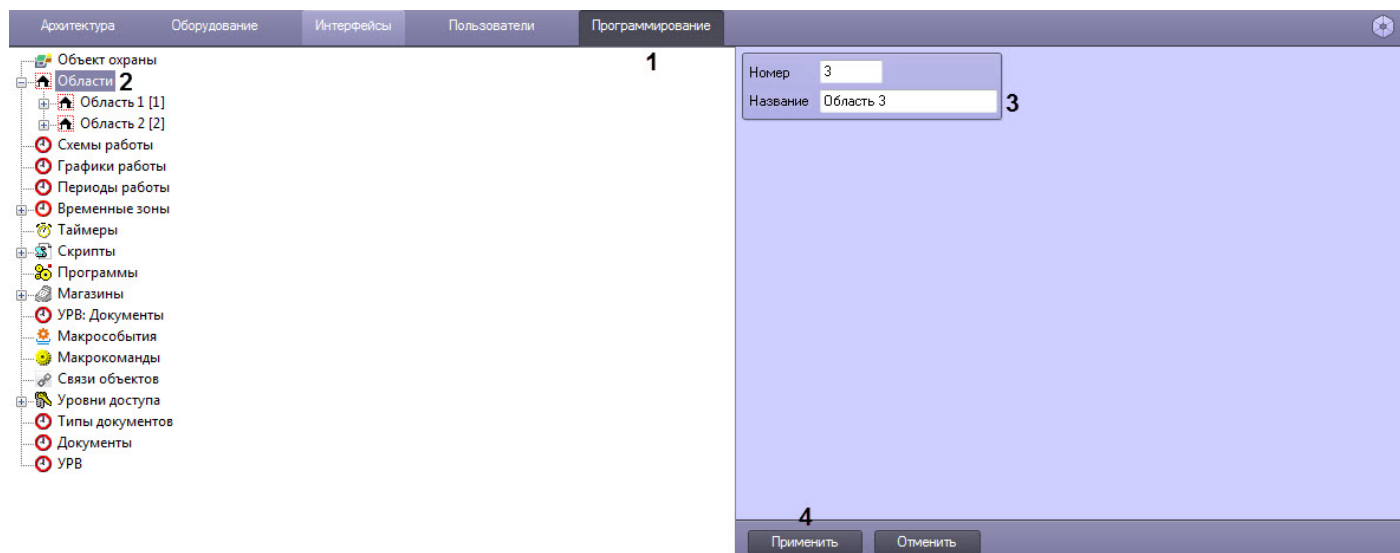 Архитектура Оборудование Интерфейсы Пользователи Программирование
1
Объект охраны
Области 2
Область 1 [1]
Область 2 [2]
Схемы работы
Графики работы
Периоды работы
Временные зоны
Таймеры
Скрипты
Программы
Магазины
УРВ: Документы
Макрособытия
Макрокоманды
Связи объектов
Уровни доступа
Типы документов
Документы
УРВ
Номер 3
Название Область 3 3
4
Применить Отменить